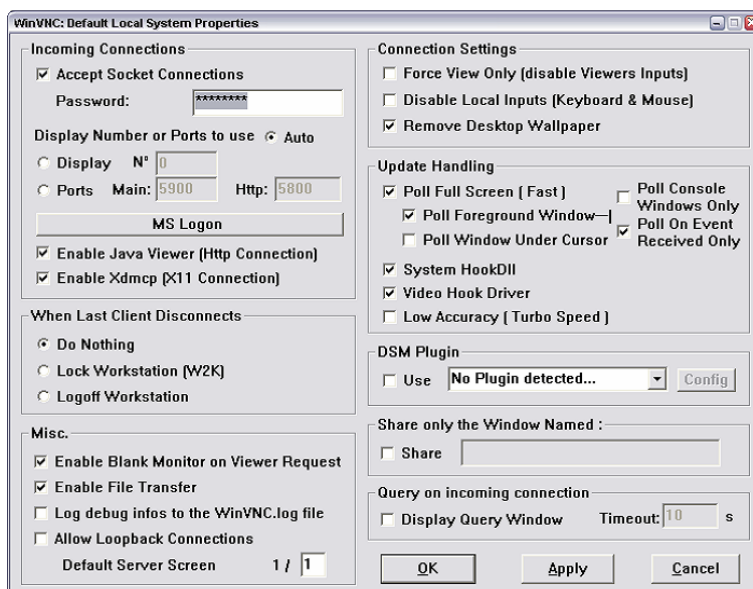 WinVNC: Default Local System Properties
Incoming Connections
Accept Socket Connections
Password: ********
Display Number or Ports to use Auto
Display N° 0
Ports Main: 5900 Http: 5800
MS Logon
Enable Java Viewer (Http Connection)
Enable Xdmcp (X11 Connection)
When Last Client Disconnects
Do Nothing
Lock Workstation (W2K)
Logoff Workstation
Misc.
Enable Blank Monitor on Viewer Request
Enable File Transfer
Log debug infos to the WinVNC.log file
Allow Loopback Connections
Default Server Screen 1 / 1
Connection Settings
Force View Only (disable Viewers Inputs)
Disable Local Inputs (Keyboard & Mouse)
Remove Desktop Wallpaper
Update Handling
Poll Full Screen ( Fast )
Poll Foreground Window
Poll Window Under Cursor
Poll Console
Windows Only
Poll On Event
Received Only
System HookDll
Video Hook Driver
Low Accuracy ( Turbo Speed )
DSM Plugin
Use No Plugin detected... Config
Share only the Window Named :
Share
Query on incoming connection
Display Query Window Timeout: 10 s
OK Apply Cancel